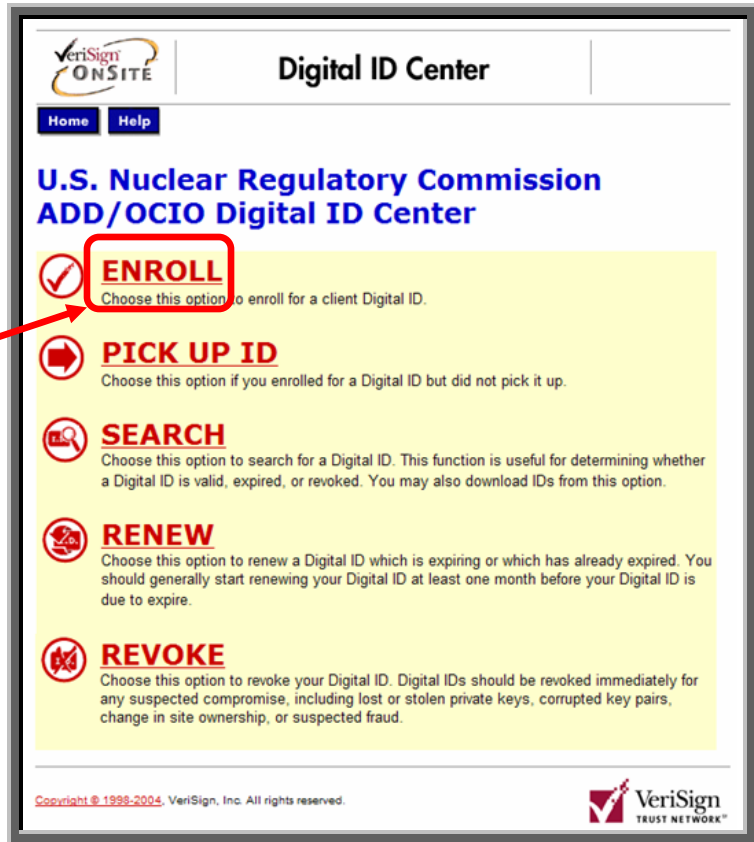 VeriSign
ONSITE
Digital ID Center
Home Help
U.S. Nuclear Regulatory Commission
ADD/OCIO Digital ID Center
ENROLL
Choose this option to enroll for a client Digital ID.
PICK UP ID
Choose this option if you enrolled for a Digital ID but did not pick it up.
SEARCH
Choose this option to search for a Digital ID. This function is useful for determining whether
a Digital ID is valid, expired, or revoked. You may also download IDs from this option.
RENEW
Choose this option to renew a Digital ID which is expiring or which has already expired. You
should generally start renewing your Digital ID at least one month before your Digital ID is
due to expire.
REVOKE
Choose this option to revoke your Digital ID. Digital IDs should be revoked immediately for
any suspected compromise, including lost or stolen private keys, corrupted key pairs,
change in site ownership, or suspected fraud.
Copyright © 1998-2004, VeriSign, Inc. All rights reserved.
VeriSign
TRUST NETWORK